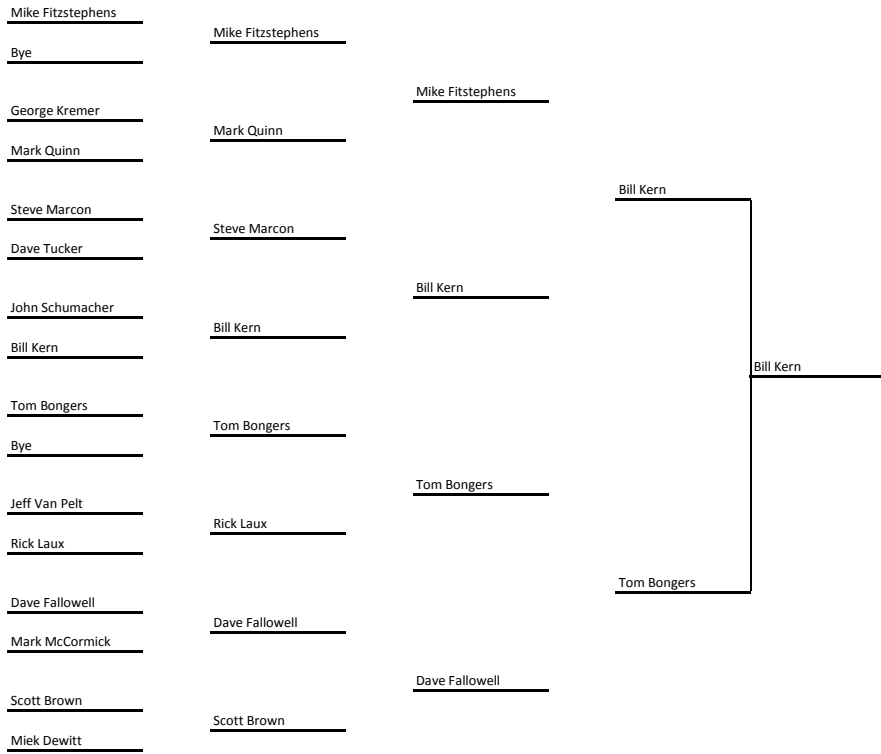 Mike Fitzstephens
Bye
George Kremer
Mark Quinn
Steve Marcon
Dave Tucker
John Schumacher
Bill Kern
Tom Bongers
Bye
Jeff Van Pelt
Rick Laux
Dave Fallowell
Mark McCormick
Scott Brown
Miek Dewitt
Mike Fitzstephens
Mark Quinn
Steve Marcon
Bill Kern
Tom Bongers
Rick Laux
Dave Fallowell
Scott Brown
Mike Fitstephens
Bill Kern
Tom Bongers
Dave Fallowell
Bill Kern
Tom Bongers
Bill Kern